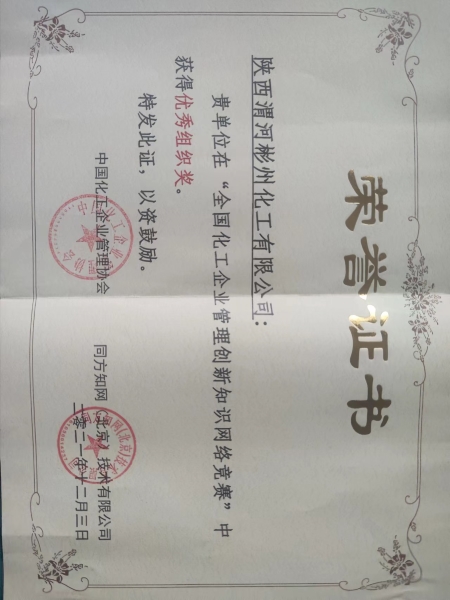 荣誉证书
陕西渭河彬州化工有限公司：
贵单位在“全国化工企业管理创新知识网络竞赛”中
获得优秀组织奖。
特发此证，以资鼓励。
中国化工企业管理协会
同方知网（北京）技术有限公司
二零二一年十二月三日